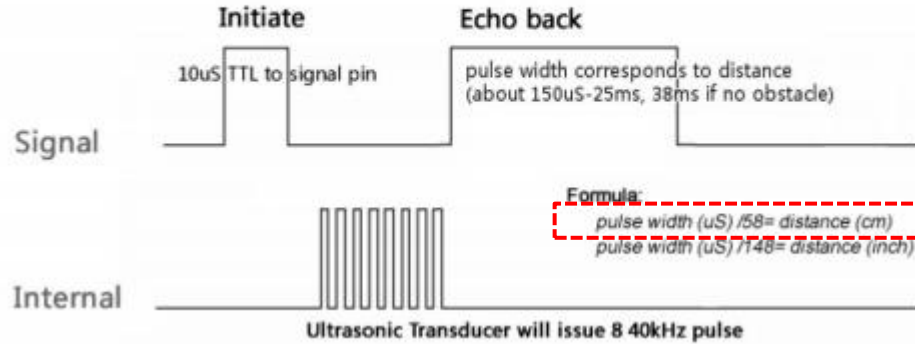 Initiate
Echo back
10uS TTL to signal pin
pulse width corresponds to distance
(about 150uS-25ms, 38ms if no obstacle)
Signal
Formula:
pulse width (uS) /58= distance (cm)
pulse width (uS) /148= distance (inch)
Internal
Ultrasonic Transducer will issue 8 40kHz pulse